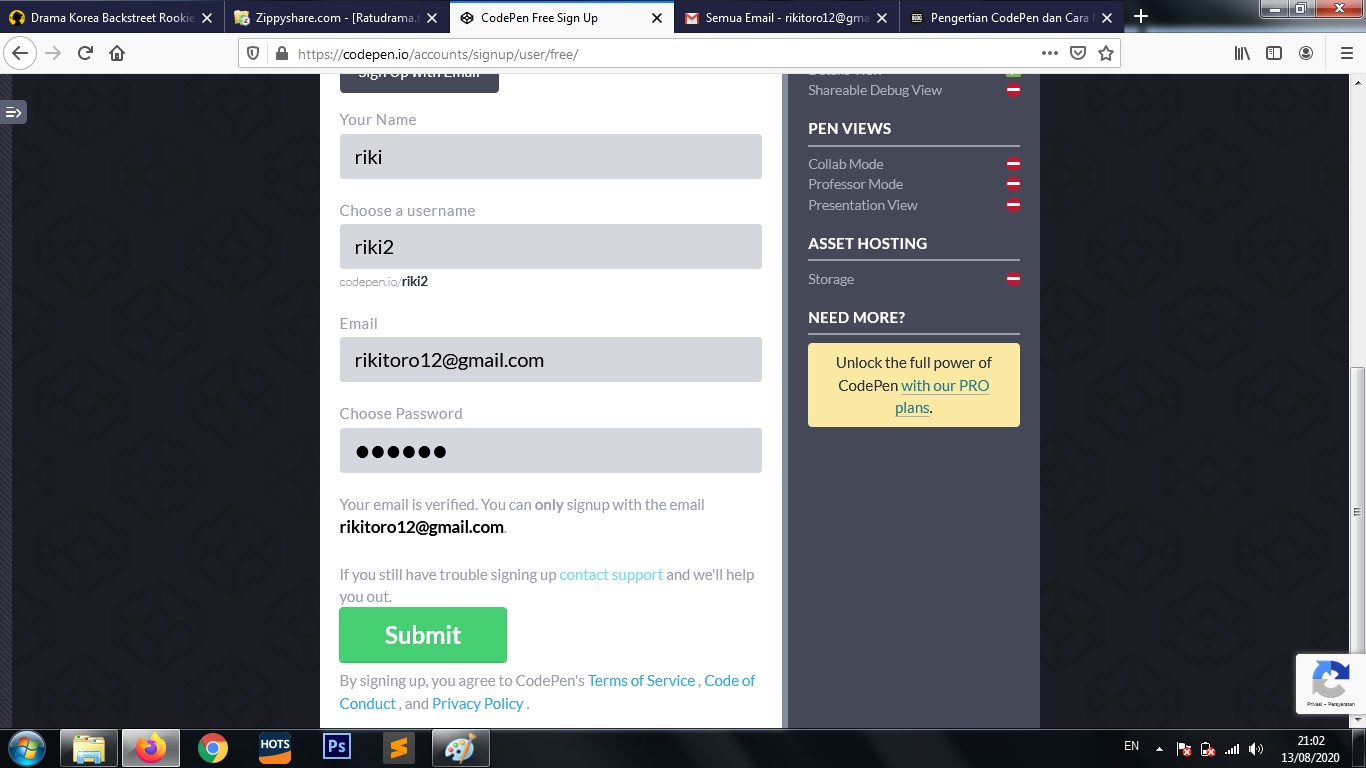 Drama Korea Backstreet Rookie
Zippyshare.com - [Ratudrama.t
CodePen Free Sign Up
Semua Email - rikitoro12@gma
Pengertian CodePen dan Cara
https://codepen.io/accounts/signup/user/free/
Sign Up with Email
Your Name
riki
Choose a username
riki2
codepen.io/riki2
Email
rikitoro12@gmail.com
Choose Password
Your email is verified. You can only signup with the email
rikitoro12@gmail.com.
If you still have trouble signing up contact support and we'll help
you out.
Submit
By signing up, you agree to CodePen's Terms of Service , Code of
Conduct , and Privacy Policy .
Details View
Shareable Debug View
PEN VIEWS
Collab Mode
Professor Mode
Presentation View
ASSET HOSTING
Storage
NEED MORE?
Unlock the full power of
CodePen with our PRO
plans.
Privasi - Persyaratan
HOTS
Ps
EN
21:02
13/08/2020